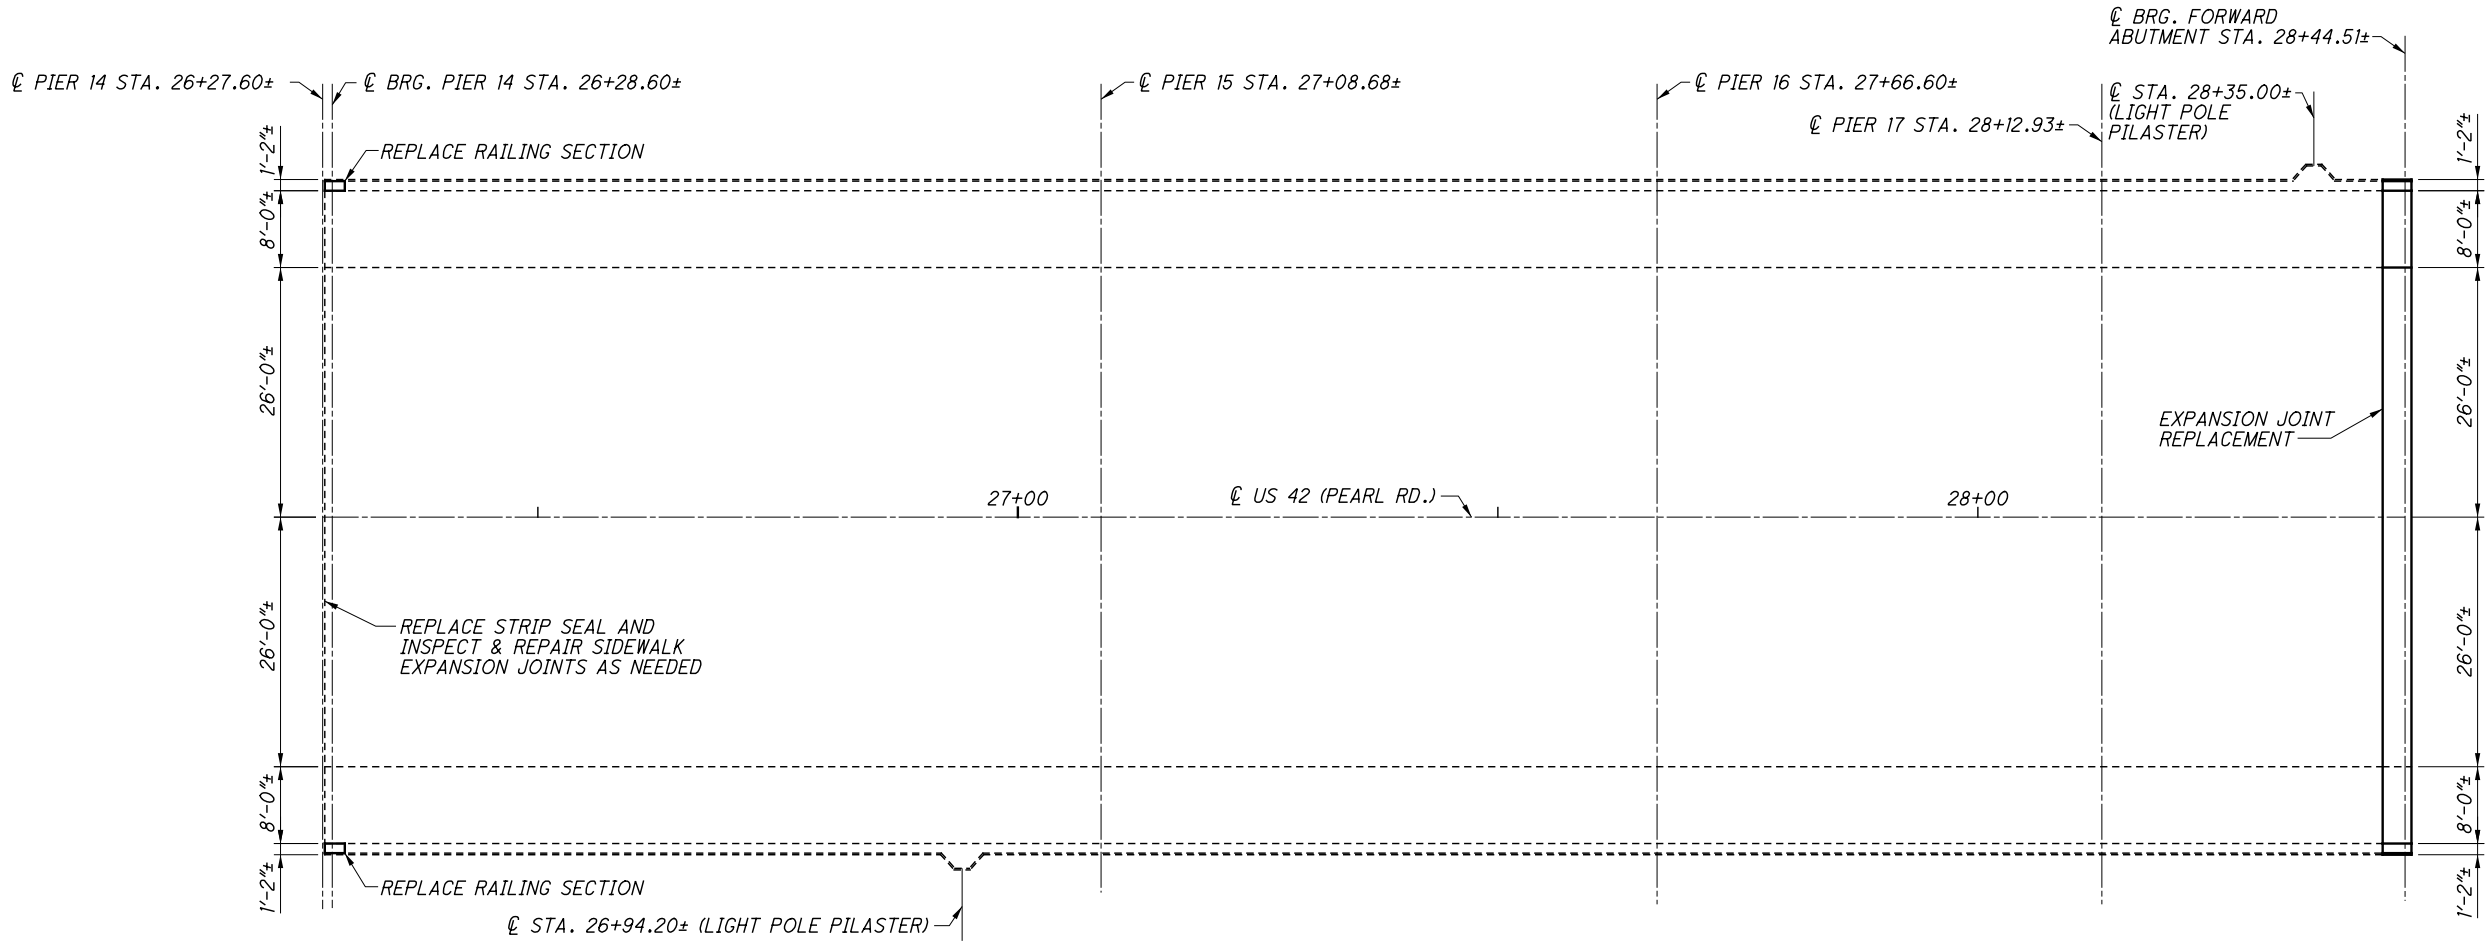 ℄ BRG. FORWARD
ABUTMENT STA. 28+44.51±
℄ PIER 14 STA. 26+27.60±
℄ BRG. PIER 14 STA. 26+28.60±
℄ PIER 15 STA. 27+08.68±
℄ PIER 16 STA. 27+66.60±
℄ STA. 28+35.00±
(LIGHT POLE
PILASTER)
℄ PIER 17 STA. 28+12.93±
1'-2"±
REPLACE RAILING SECTION
1'-2"±
8'-0"±
8'-0"±
26'-0"±
26'-0"±
EXPANSION JOINT
REPLACEMENT
27+00
℄ US 42 (PEARL RD.)
28+00
26'-0"±
REPLACE STRIP SEAL AND
INSPECT & REPAIR SIDEWALK
EXPANSION JOINTS AS NEEDED
26'-0"±
8'-0"±
8'-0"±
1'-2"±
REPLACE RAILING SECTION
1'-2"±
℄ STA. 26+94.20± (LIGHT POLE PILASTER)